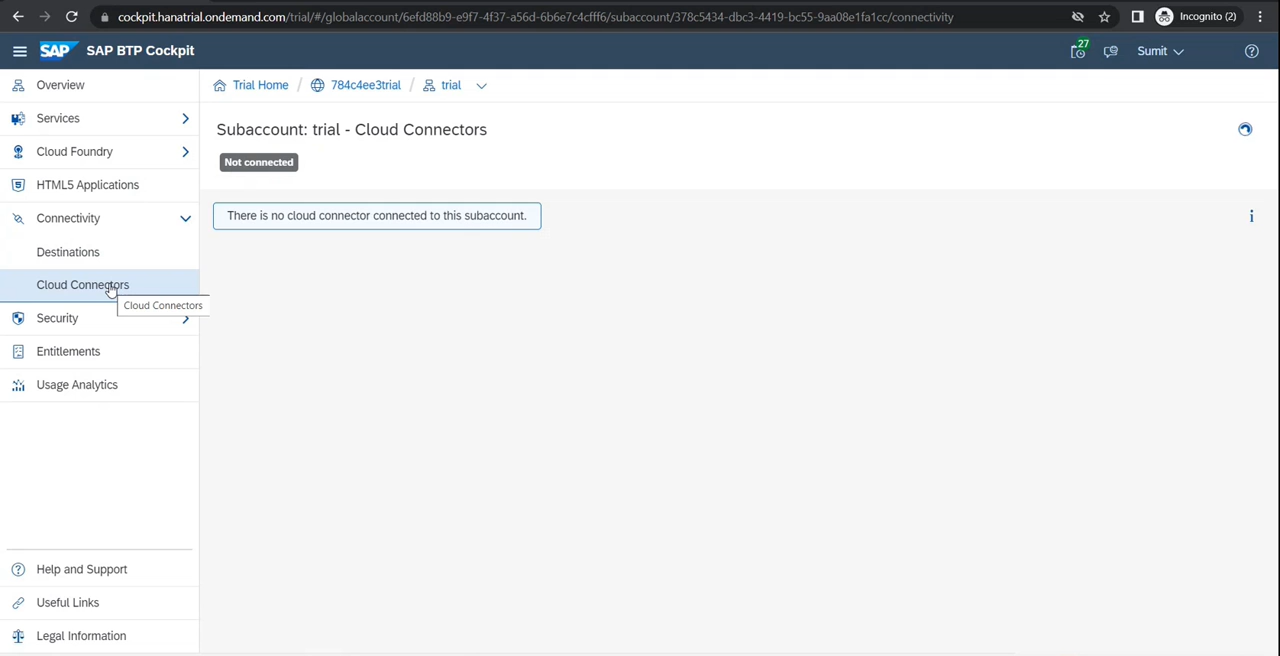 cockpit.hanatrial.ondemand.com/trial/#/globalaccount/6efd88b9-e9f7-4f37-a56d-6b6e7c4cfff6/subaccount/378c5434-dbc3-4419-bc55-9aa08e1fa1cc/connectivity
Incognito (2)
SAP
SAP BTP Cockpit
27
Sumit
Overview
Trial Home / 784c4ee3trial / trial
Services
Subaccount: trial - Cloud Connectors
Cloud Foundry
Not connected
HTML5 Applications
Connectivity
There is no cloud connector connected to this subaccount.
Destinations
Cloud Connectors
Cloud Connectors
Security
Entitlements
Usage Analytics
Help and Support
Useful Links
Legal Information